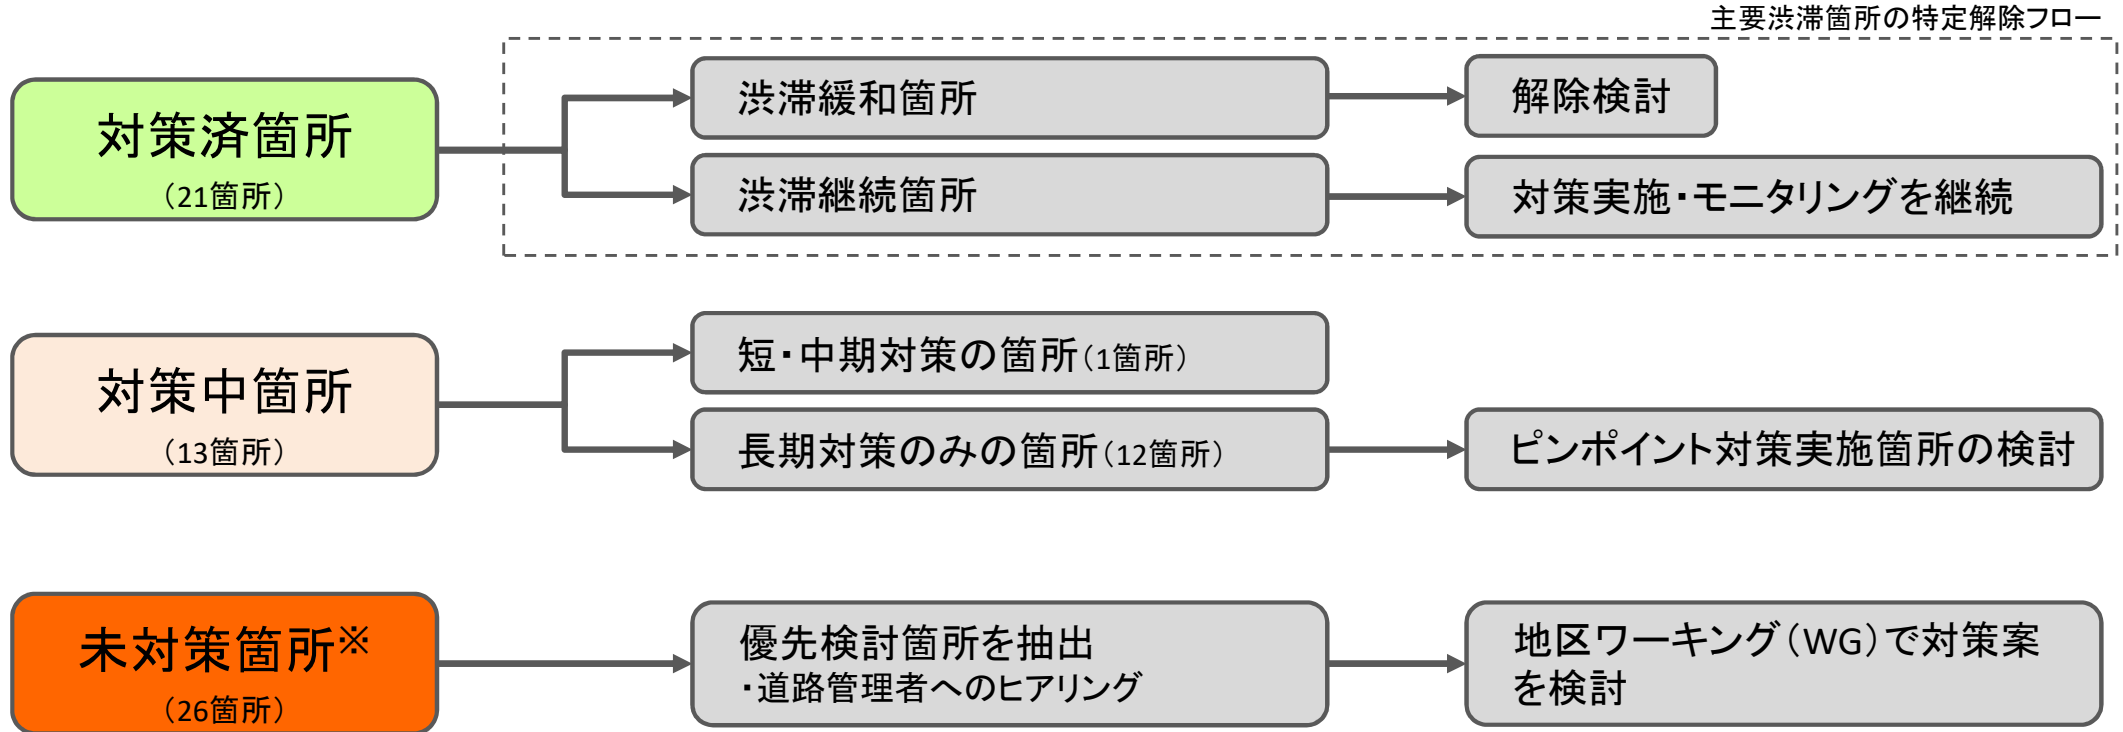 主要渋滞箇所の特定解除フロー
対策済箇所
（21箇所）
渋滞緩和箇所
解除検討
渋滞継続箇所
対策実施・モニタリングを継続
対策中箇所
（13箇所）
短・中期対策の箇所（1箇所）
長期対策のみの箇所（12箇所）
ピンポイント対策実施箇所の検討
未対策箇所※
（26箇所）
優先検討箇所を抽出
・道路管理者へのヒアリング
地区ワーキング（WG）で対策案
を検討